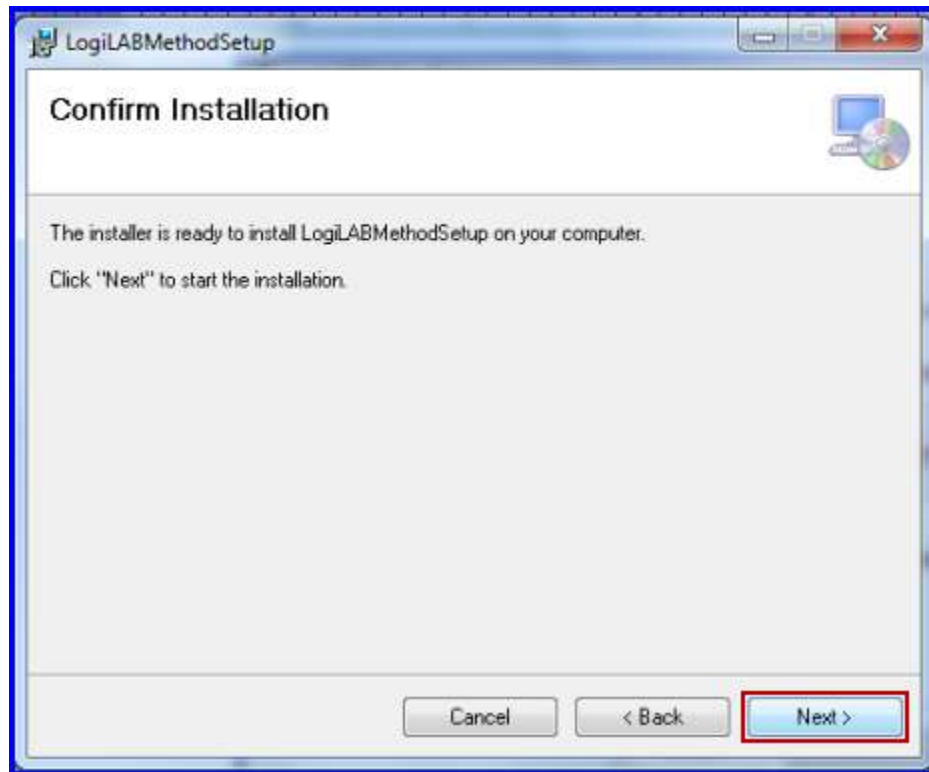 LogiLABMethodSetup
Confirm Installation
The installer is ready to install LogiLABMethodSetup on your computer.
Click "Next" to start the installation.
Cancel
< Back
Next >